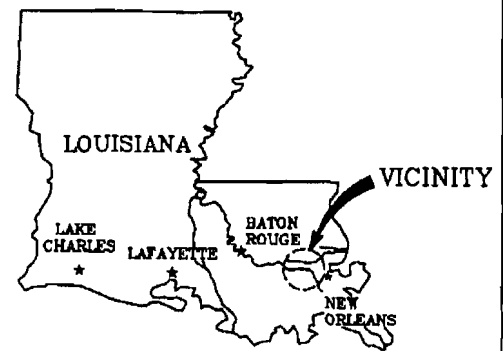 LOUISIANA
VICINITY
LAKE
CHARLES
LAFAYETTE
BATON
ROUGE
NEW
ORLEANS